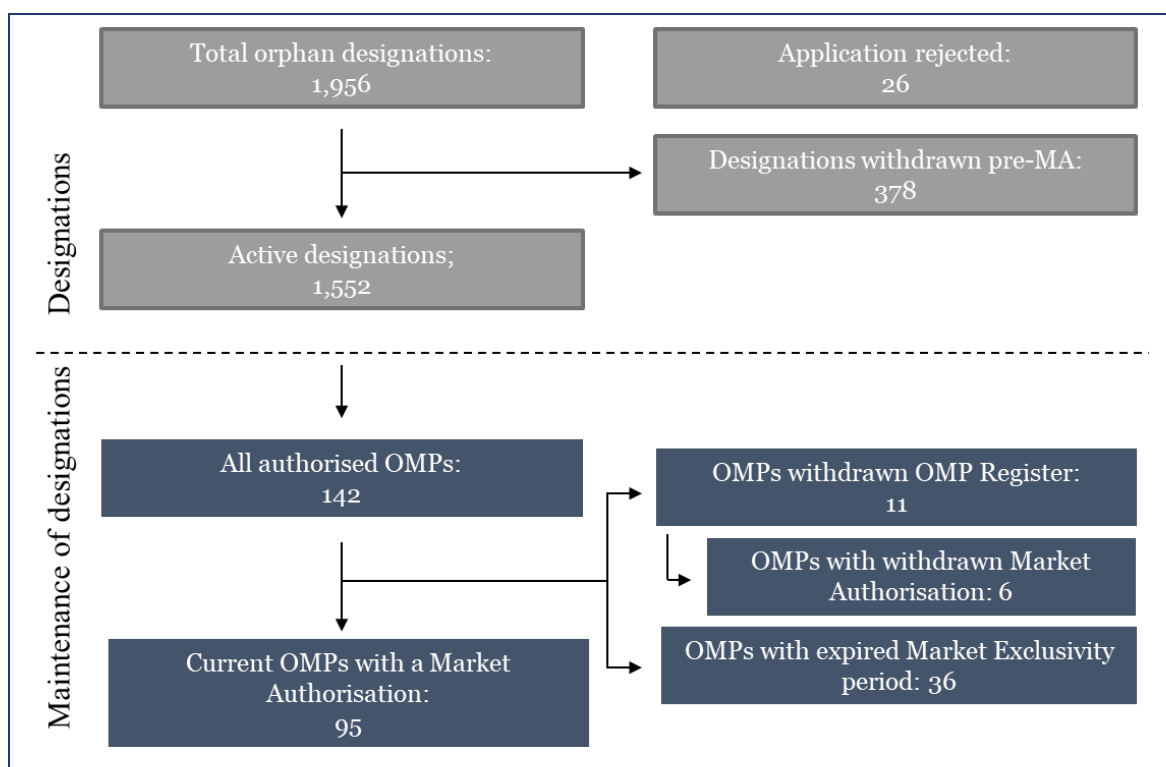 Total orphan designations:
1,956
Application rejected:
26
Designations withdrawn pre-MA:
378
Active designations;
1,552
Designations
All authorised OMPs:
142
OMPs withdrawn OMP Register:
11
OMPs with withdrawn Market
Authorisation: 6
Current OMPs with a Market
Authorisation:
95
OMPs with expired Market Exclusivity
period: 36
Maintenance of designations